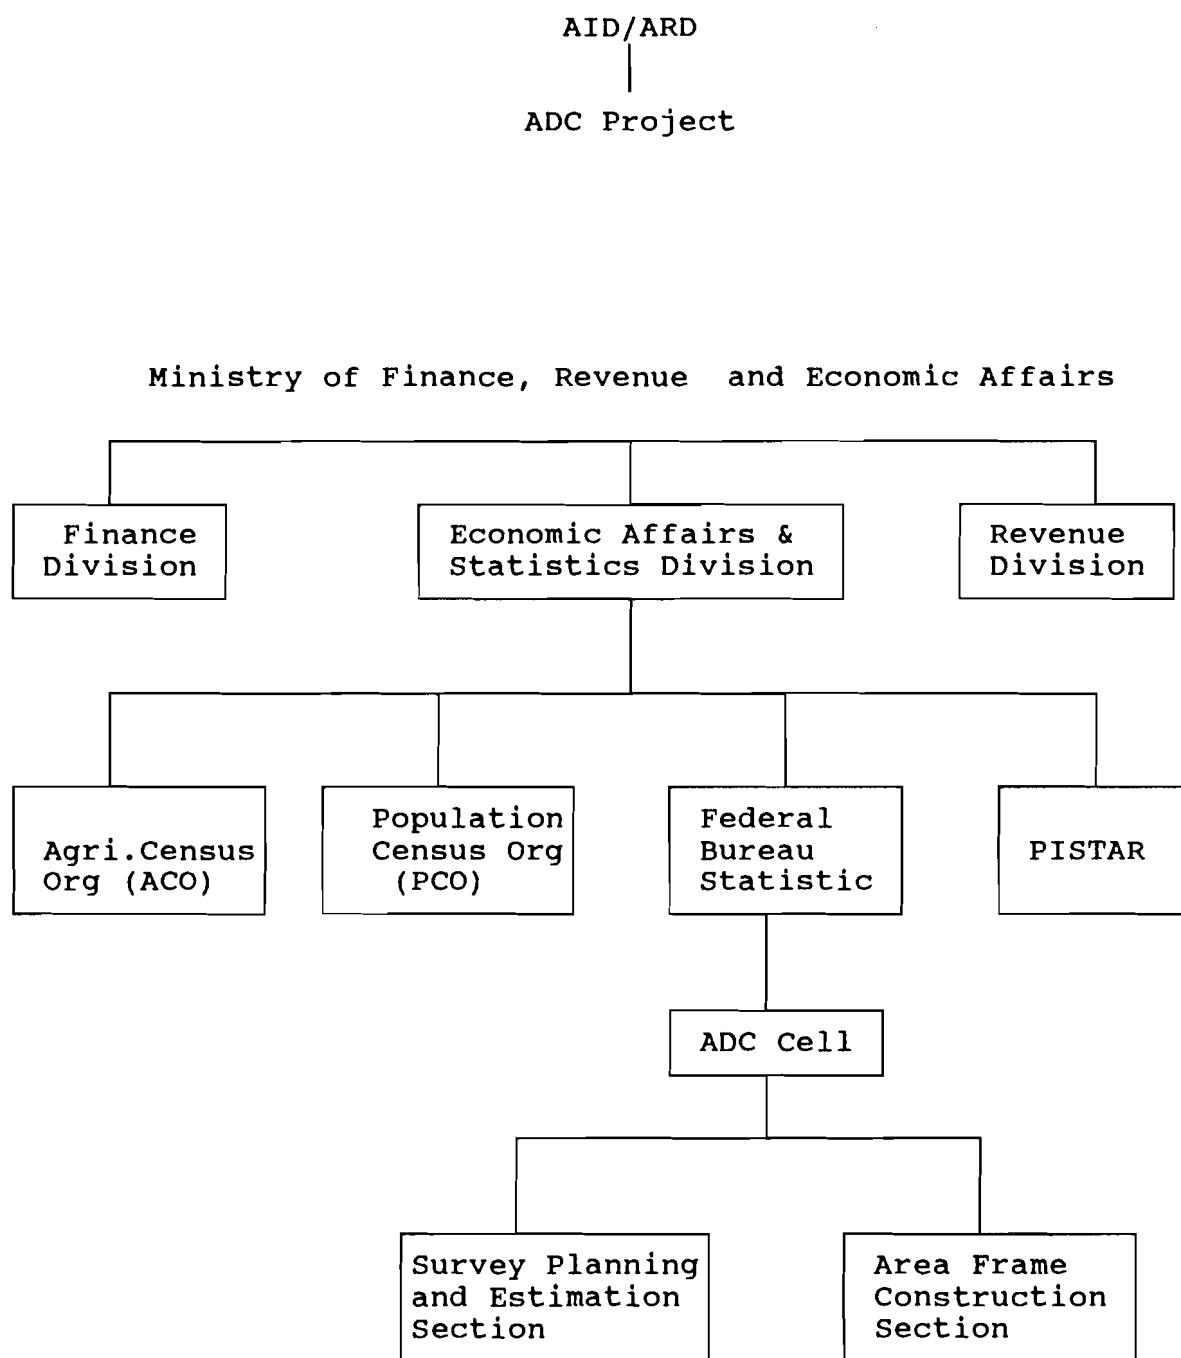 AID/ARD
ADC Project
Ministry of Finance, Revenue and Economic Affairs
Finance
Division
Economic Affairs &
Statistics Division
Revenue
Division
Agri.Census
Org (ACO)
Population
Census Org
(PCO)
Federal
Bureau
Statistic
PISTAR
ADC Cell
Survey Planning
and Estimation
Section
Area Frame
Construction
Section